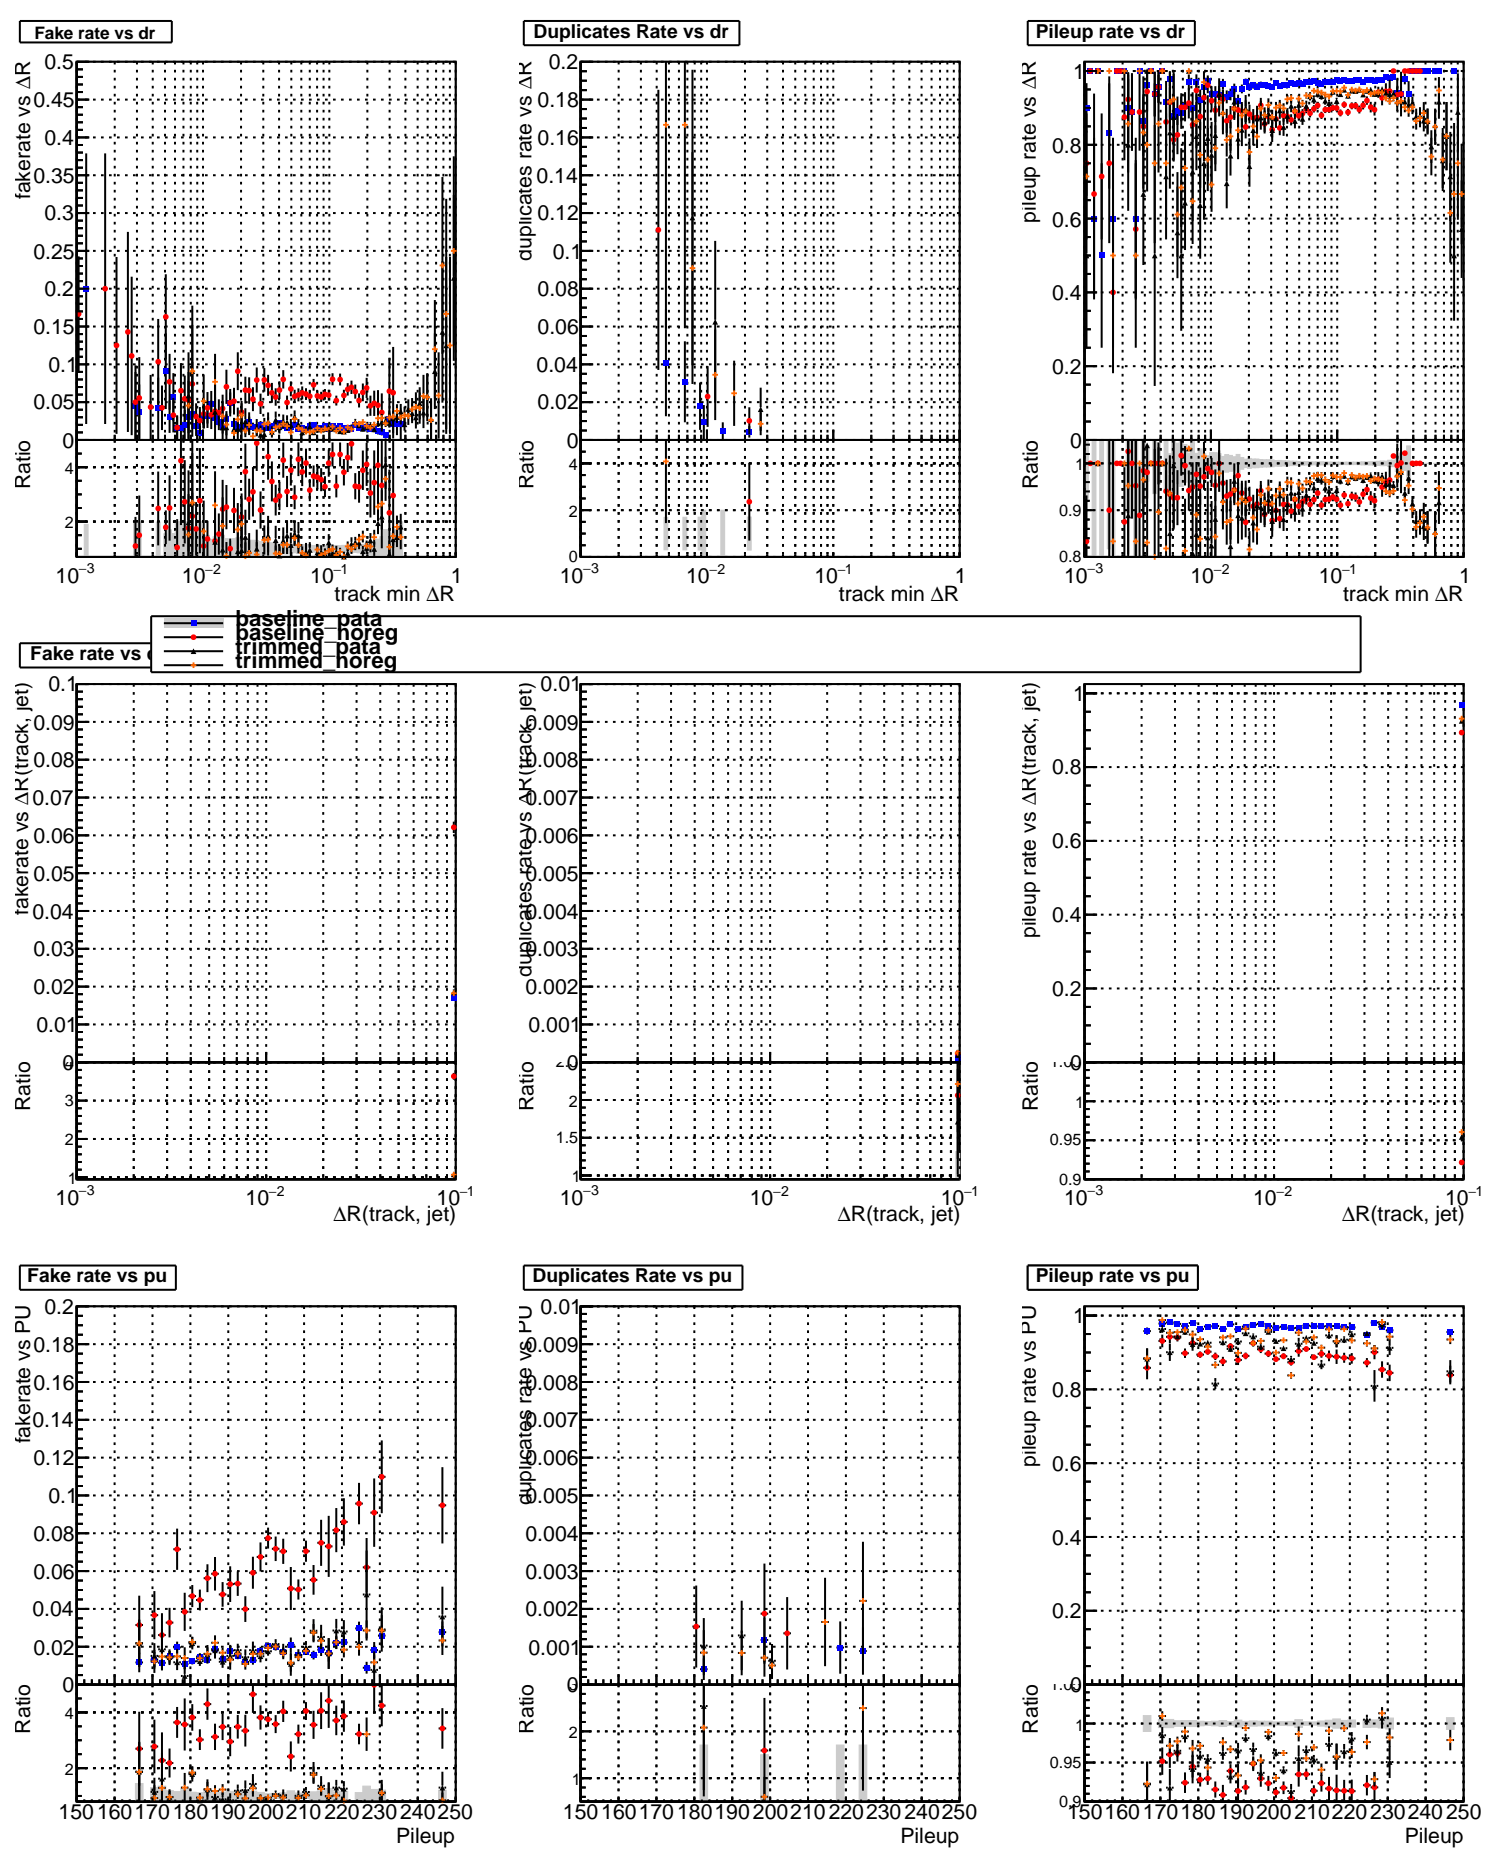 Fake rate vs dr
Duplicates Rate vs dr
Pileup rate vs dr
fakerate vs ΔR
0.5
0.45
0.4
0.35
0.3
0.25
0.2
0.15
0.1
0.05
0
Ratio
4
2
10⁻³ 10⁻² 10⁻¹ 1
track min ΔR
duplicates rate vs ΔR
0.2
0.18
0.16
0.14
0.12
0.1
0.08
0.06
0.04
0.02
0
Ratio
4
2
0
10⁻³ 10⁻² 10⁻¹ 1
track min ΔR
pileup rate vs ΔR
1
0.8
0.6
0.4
0.2
0
Ratio
1
0.9
0.8
10⁻³ 10⁻² 10⁻¹ 1
track min ΔR
baseline_pata
baseline_horeg
trimmed_pata
trimmed_horeg
Fake rate vs
fakerate vs ΔR(track, jet)
0.1
0.09
0.08
0.07
0.06
0.05
0.04
0.03
0.02
0.01
0
Ratio
3
2
1
10⁻³ 10⁻² 10⁻¹
ΔR(track, jet)
duplicates rate vs ΔR(track, jet)
0.01
0.009
0.008
0.007
0.006
0.005
0.004
0.003
0.002
0.001
0
Ratio
2
1.5
1
10⁻³ 10⁻² 10⁻¹
ΔR(track, jet)
pileup rate vs ΔR(track, jet)
1
0.8
0.6
0.4
0.2
0
Ratio
1
0.95
0.9
10⁻³ 10⁻² 10⁻¹
ΔR(track, jet)
Fake rate vs pu
Duplicates Rate vs pu
Pileup rate vs pu
fakerate vs PU
0.2
0.18
0.16
0.14
0.12
0.1
0.08
0.06
0.04
0.02
0
Ratio
4
2
150 160 170 180 190 200 210 220 230 240 250
Pileup
duplicates rate vs PU
0.01
0.009
0.008
0.007
0.006
0.005
0.004
0.003
0.002
0.001
0
Ratio
2
1
150 160 170 180 190 200 210 220 230 240 250
Pileup
pileup rate vs PU
1
0.8
0.6
0.4
0.2
0
Ratio
1
0.95
0.9
150 160 170 180 190 200 210 220 230 240 250
Pileup